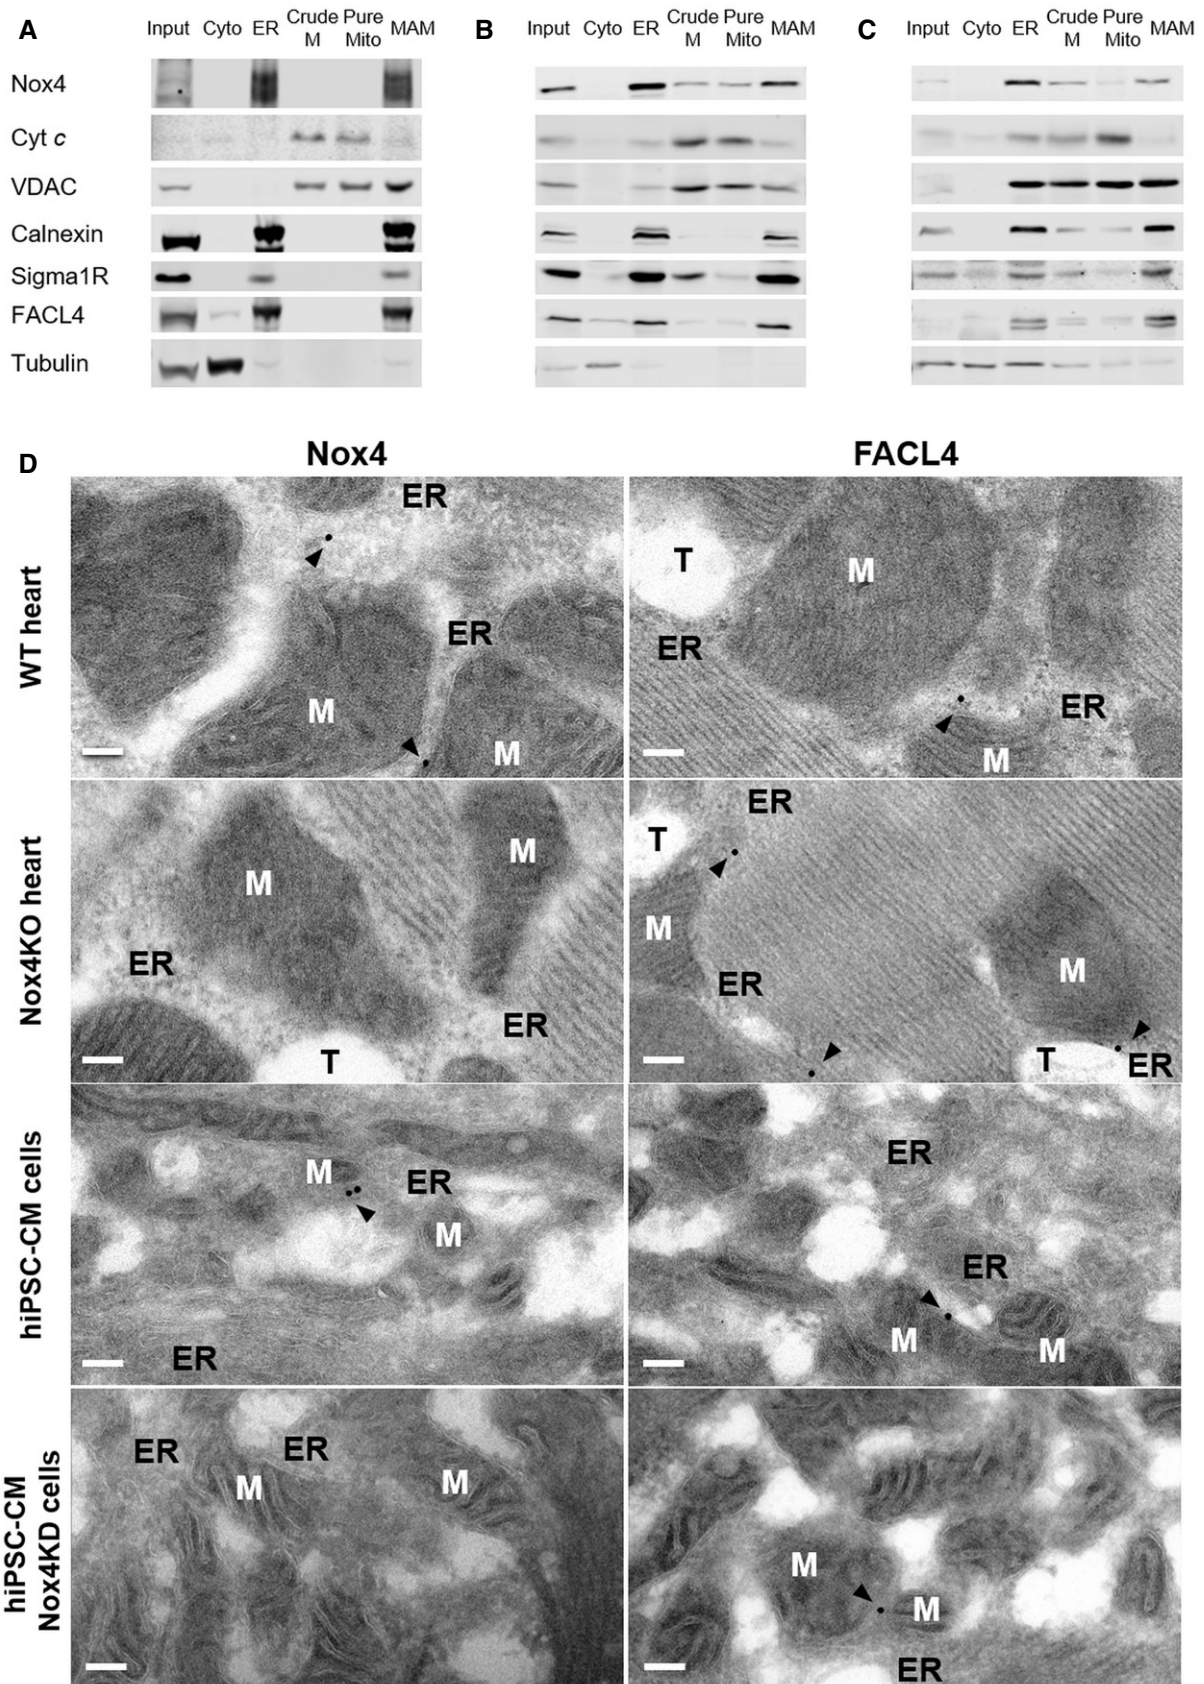 A Input Cyto ER Crude M Pure Mito MAM
B Input Cyto ER Crude M Pure Mito MAM
C Input Cyto ER Crude M Pure Mito MAM
Nox4
Cyt c
VDAC
Calnexin
Sigma1R
FACL4
Tubulin
D
Nox4
FACL4
WT heart
ER
ER
M
M
T
M
ER
ER
M
Nox4KO heart
M
M
ER
ER
T
ER
T
M
ER
M
T
ER
hiPSC-CM cells
M
ER
M
ER
ER
ER
M
M
hiPSC-CM
Nox4KD cells
ER
ER
M
M
M
M
ER